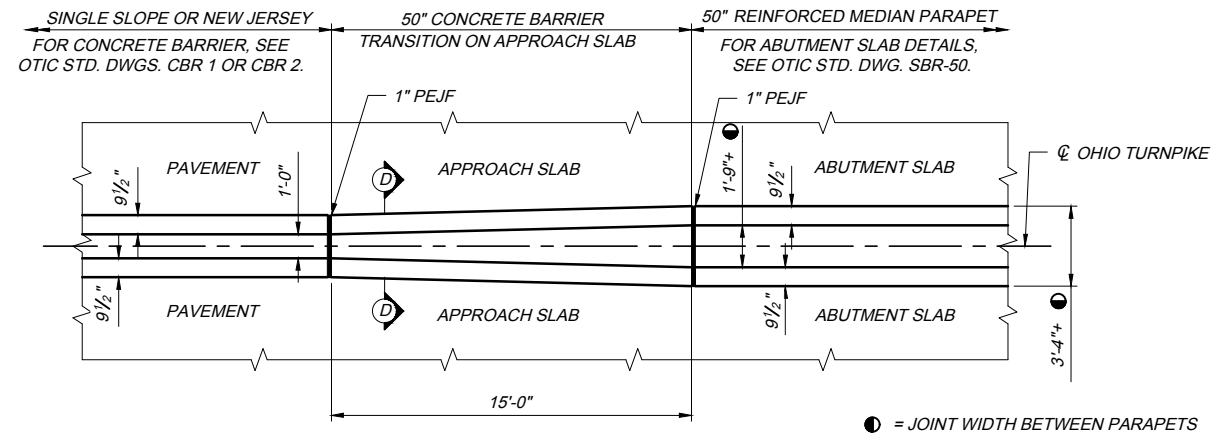 SINGLE SLOPE OR NEW JERSEY
FOR CONCRETE BARRIER, SEE
OTIC STD. DWGS. CBR 1 OR CBR 2.
50" CONCRETE BARRIER
TRANSITION ON APPROACH SLAB
50" REINFORCED MEDIAN PARAPET
FOR ABUTMENT SLAB DETAILS,
SEE OTIC STD. DWG. SBR-50.
1" PEJF
1" PEJF
PAVEMENT
APPROACH SLAB
ABUTMENT SLAB
℄ OHIO TURNPIKE
9½"
1'-0"
D
1'-9"+ ◐
9½"
9½"
PAVEMENT
D
APPROACH SLAB
9½"
ABUTMENT SLAB
3'-4"+ ◐
15'-0"
◐ = JOINT WIDTH BETWEEN PARAPETS